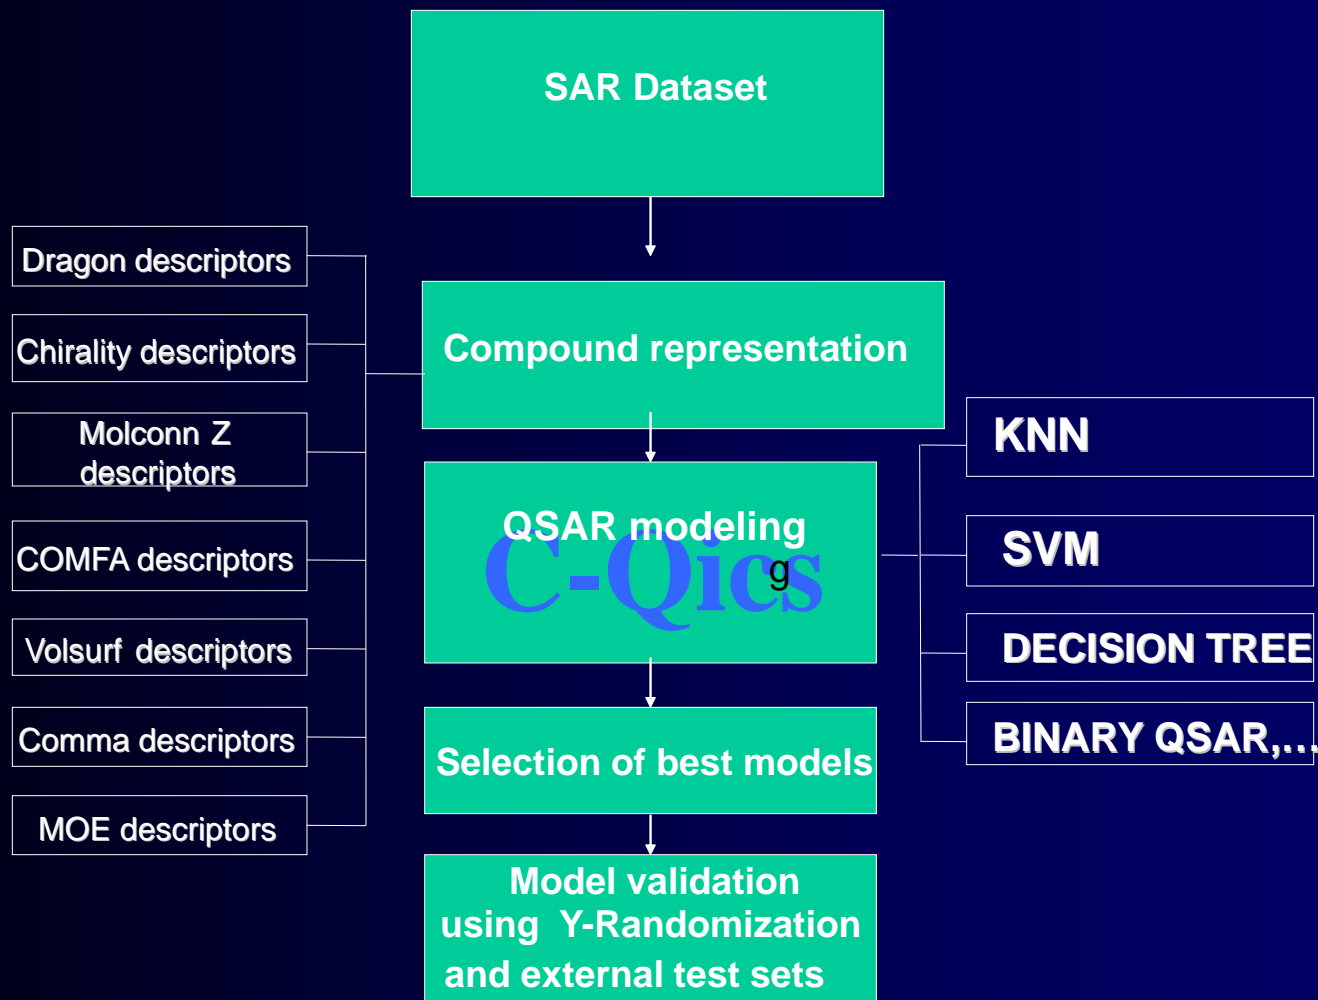 SAR Dataset
Dragon descriptors
Chirality descriptors
Molconn Z
descriptors
COMFA descriptors
Volsurf descriptors
Comma descriptors
MOE descriptors
Compound representation
QSAR modeling
C-Qics
g
KNN
SVM
DECISION TREE
BINARY QSAR,...
Selection of best models
Model validation
using Y-Randomization
and external test sets